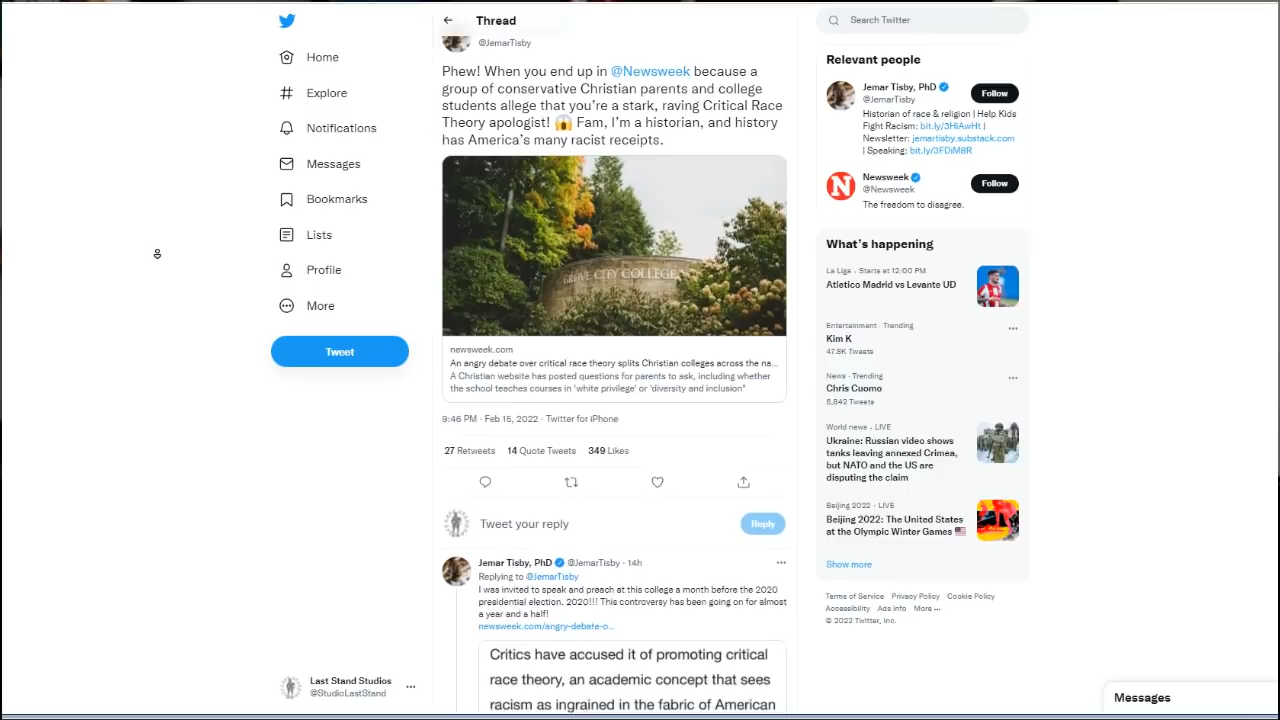 Home
Explore
Notifications
Messages
Bookmarks
Lists
Profile
More
Tweet
Last Stand Studios
@StudioLastStand
Thread
@JemarTisby
Phew! When you end up in @Newsweek because a
group of conservative Christian parents and college
students allege that you're a stark, raving Critical Race
Theory apologist! 😱 Fam, I'm a historian, and history
has America's many racist receipts.
GROVE CITY COLLEGE
newsweek.com
An angry debate over critical race theory splits Christian colleges across the na...
A Christian website has posted questions for parents to ask, including whether
the school teaches courses in 'white privilege' or 'diversity and inclusion"
9:46 PM · Feb 15, 2022 · Twitter for iPhone
27 Retweets 14 Quote Tweets 349 Likes
Tweet your reply
Reply
Jemar Tisby, PhD @JemarTisby · 14h
Replying to @JemarTisby
I was invited to speak and preach at this college a month before the 2020
presidential election. 2020!!! This controversy has been going on for almost
a year and a half!
newsweek.com/angry-debate-o...
Critics have accused it of promoting critical
race theory, an academic concept that sees
racism as ingrained in the fabric of American
Search Twitter
Relevant people
Jemar Tisby, PhD
@JemarTisby
Follow
Historian of race & religion | Help Kids
Fight Racism: bit.ly/3HiAwHt |
Newsletter: jemartisby.substack.com
| Speaking: bit.ly/3FDiM8R
N
Newsweek
@Newsweek
Follow
The freedom to disagree.
What's happening
La Liga · Starts at 12:00 PM
Atletico Madrid vs Levante UD
Entertainment · Trending
Kim K
47.8K Tweets
News · Trending
Chris Cuomo
5,842 Tweets
World news · LIVE
Ukraine: Russian video shows
tanks leaving annexed Crimea,
but NATO and the US are
disputing the claim
Beijing 2022 · LIVE
Beijing 2022: The United States
at the Olympic Winter Games 🇺🇸
Show more
Terms of Service Privacy Policy Cookie Policy
Accessibility Ads info More ···
© 2022 Twitter, Inc.
Messages